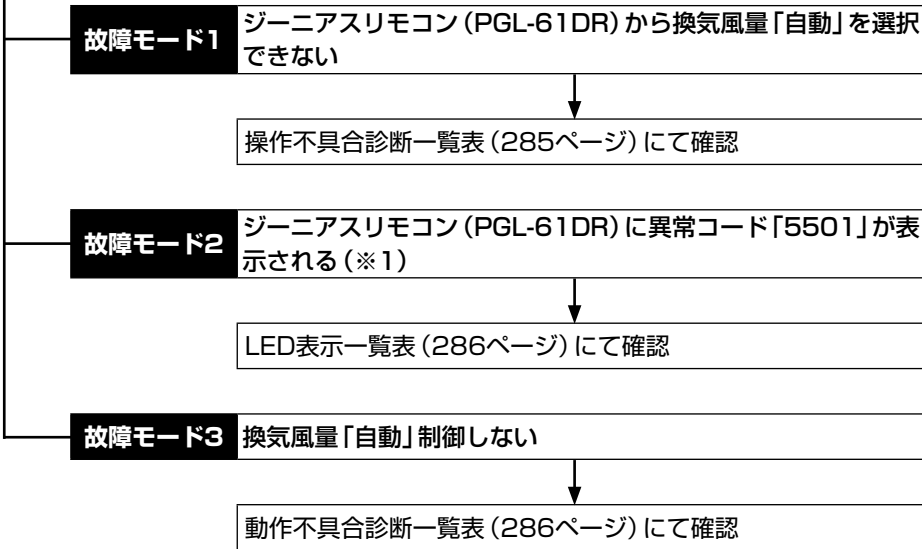 故障モード1
ジーニアスリモコン(PGL-61DR)から換気風量「自動」を選択
できない
操作不具合診断一覧表(285ページ)にて確認
故障モード2
ジーニアスリモコン(PGL-61DR)に異常コード「5501」が表
示される(※1)
LED表示一覧表(286ページ)にて確認
故障モード3
換気風量「自動」制御しない
動作不具合診断一覧表(286ページ)にて確認